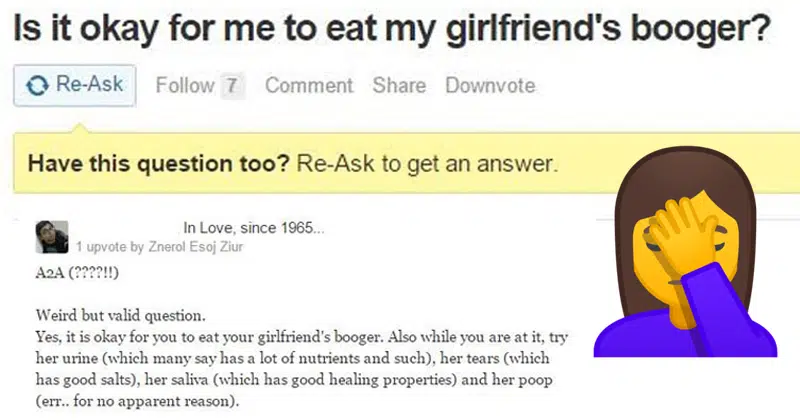 Is it okay for me to eat my girlfriend's booger?
Re-Ask Follow 7 Comment Share Downvote
Have this question too? Re-Ask to get an answer.
In Love, since 1965...
1 upvote by Znerol Esoj Ziur
A2A (????!!)
Weird but valid question.
Yes, it is okay for you to eat your girlfriend's booger. Also while you are at it, try
her urine (which many say has a lot of nutrients and such), her tears (which
has good salts), her saliva (which has good healing properties) and her poop
(err.. for no apparent reason).